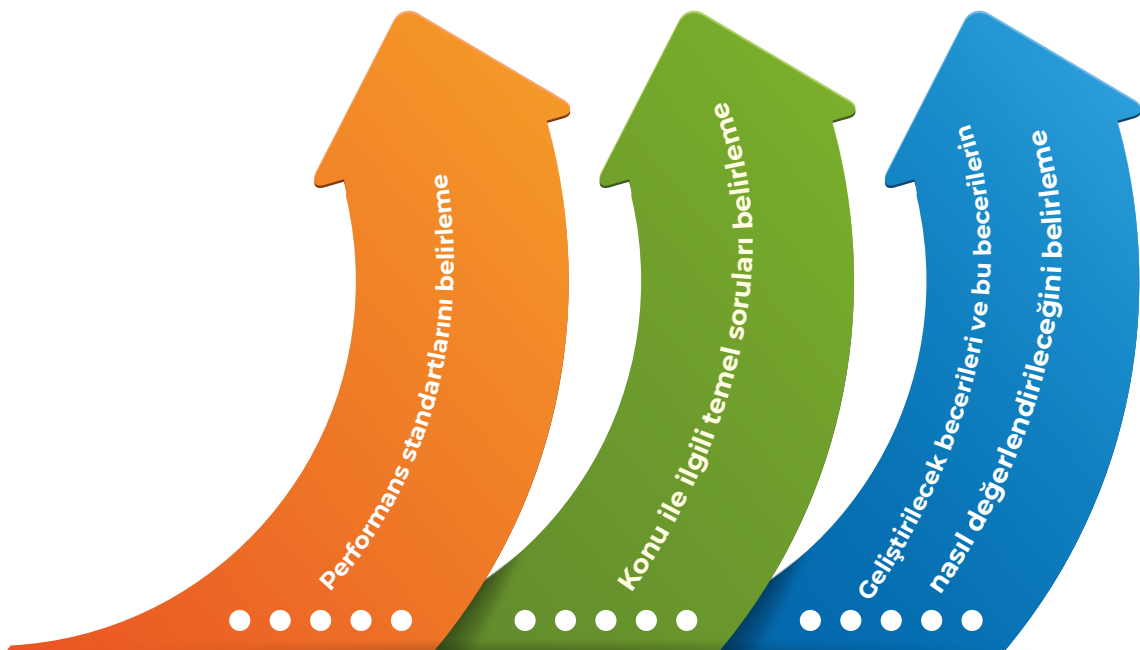 Performans standartlarını belirleme
Konu ile ilgili temel soruları belirleme
Geliştirilecek becerileri ve bu becerilerin
nasıl değerlendirileceğini belirleme